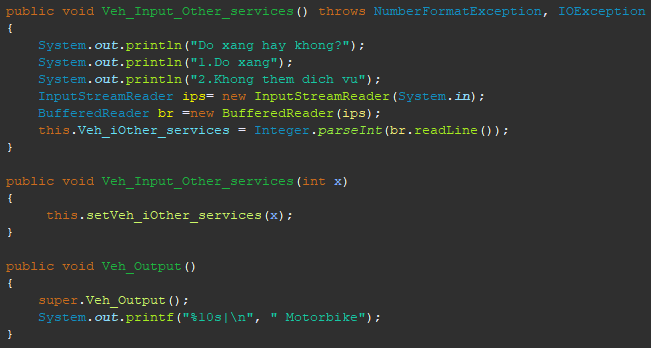 public void Veh_Input_Other_services() throws NumberFormatException, IOException
{
    System.out.println("Do xang hay khong?");
    System.out.println("1.Do xang");
    System.out.println("2.Khong them dich vu");
    InputStreamReader ips= new InputStreamReader(System.in);
    BufferedReader br =new BufferedReader(ips);
    this.Veh_iOther_services = Integer.parseInt(br.readLine());
}

public void Veh_Input_Other_services(int x)
{
     this.setVeh_iOther_services(x);
}

public void Veh_Output()
{
    super.Veh_Output();
    System.out.printf("%10s|\n", " Motorbike");
}